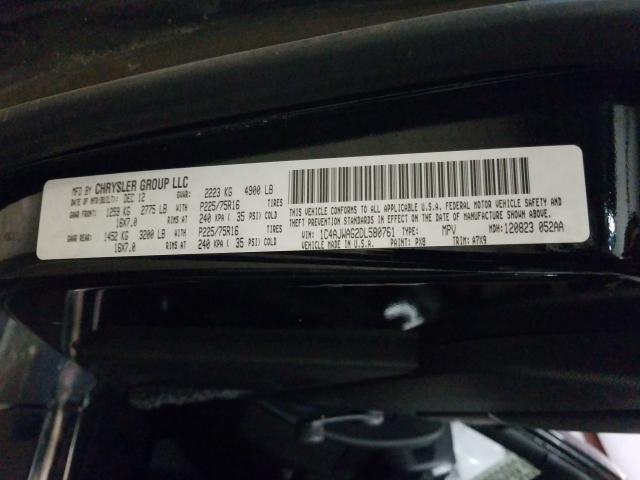 MFD BY CHRYSLER GROUP LLC
DATE OF MFR(BUILT): DEC 12 GVWR: 2223 KG 4900 LB
GAWR FRONT: 1259 KG 2775 LB WITH P225/75R16 TIRES
16X7.0 RIMS AT 240 KPA ( 35 PSI) COLD
GAWR REAR: 1452 KG 3200 LB WITH P225/75R16 TIRES
16X7.0 RIMS AT 240 KPA ( 35 PSI) COLD
THIS VEHICLE CONFORMS TO ALL APPLICABLE U.S.A. FEDERAL MOTOR VEHICLE SAFETY AND
THEFT PREVENTION STANDARDS IN EFFECT ON THE DATE OF MANUFACTURE SHOWN ABOVE.
VIN: 1C4AJWAG2DL580761 TYPE: MPV MDH: 120823 052AA
VEHICLE MADE IN U.S.A. PAINT: PX8 TRIM: A7X9